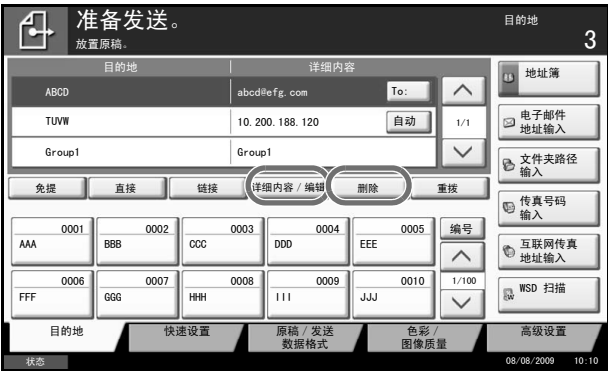 准备发送。
放置原稿。
目的地
3
目的地 详细内容
ABCD abcd@efg.com To:
TUVW 10.200.188.120 自动 1/1
Group1 Group1
免提 直接 链接 详细内容 / 编辑 删除 重拨
0001 0002 0003 0004 0005 编号
AAA BBB CCC DDD EEE
0006 0007 0008 0009 0010 1/100
FFF GGG HHH III JJJ
地址簿
电子邮件
地址输入
文件夹路径
输入
传真号码
输入
互联网传真
地址输入
WSD 扫描
目的地 快速设置 原稿 / 发送
数据格式 色彩 /
图像质量 高级设置
状态 08/08/2009 10:10